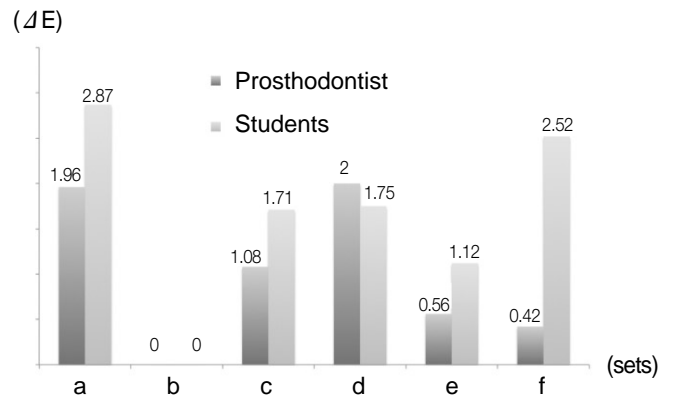 (ΔE)
Prosthodontist
Students
1.96
2.87
0
0
1.08
1.71
2
1.75
0.56
1.12
0.42
2.52
a b c d e f
(sets)